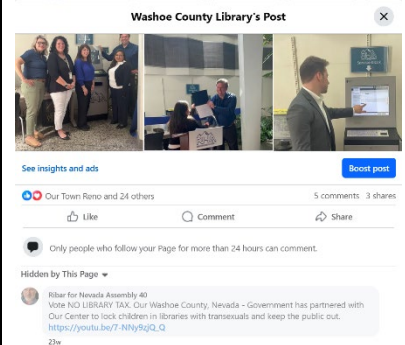 Washoe County Library's Post
See insights and ads
Boost post
Our Town Reno and 24 others
5 comments 3 shares
Like
Comment
Share
Only people who follow your Page for more than 24 hours can comment.
Hidden by This Page
Ribar for Nevada Assembly 40
Vote NO LIBRARY TAX. Our Washoe County, Nevada - Government has partnered with
Our Center to lock children in libraries with transexuals and keep the public out.
https://youtu.be/7-NNy9zjQ_Q
23w